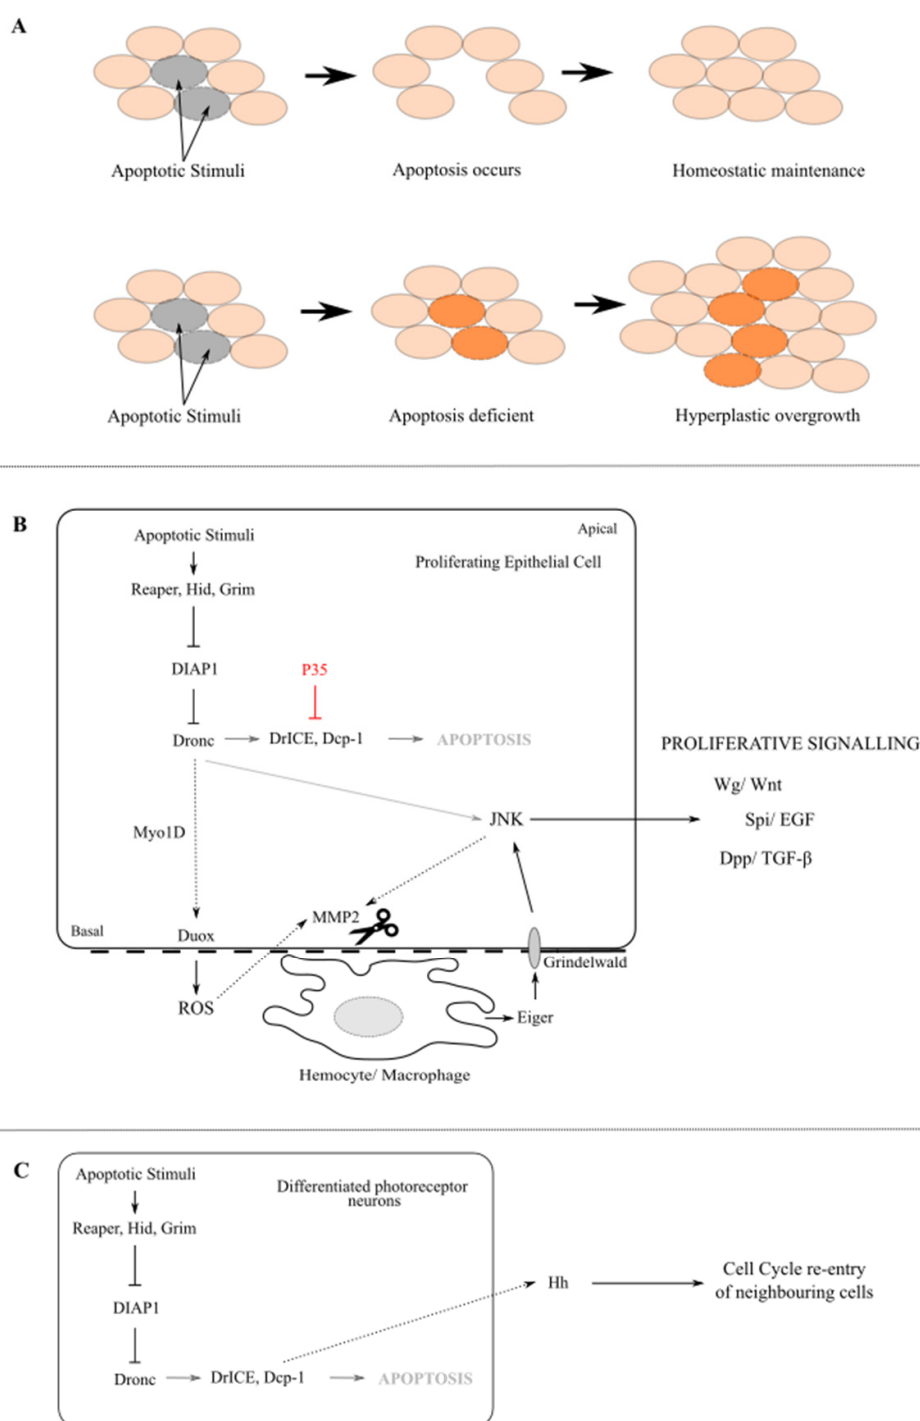 A
Apoptotic Stimuli
Apoptosis occurs
Homeostatic maintenance
Apoptotic Stimuli
Apoptosis deficient
Hyperplastic overgrowth
B
Apoptotic Stimuli
Apical
Proliferating Epithelial Cell
Reaper, Hid, Grim
DIAP1
P35
Dronc
DrICE, Dcp-1
APOPTOSIS
PROLIFERATIVE SIGNALLING
Wg/ Wnt
JNK
Spi/ EGF
Myo1D
Dpp/ TGF-β
MMP2
Basal
Duox
Grindelwald
ROS
Eiger
Hemocyte/ Macrophage
C
Apoptotic Stimuli
Differentiated photoreceptor
neurons
Reaper, Hid, Grim
Hh
Cell Cycle re-entry
of neighbouring cells
DIAP1
Dronc
DrICE, Dcp-1
APOPTOSIS